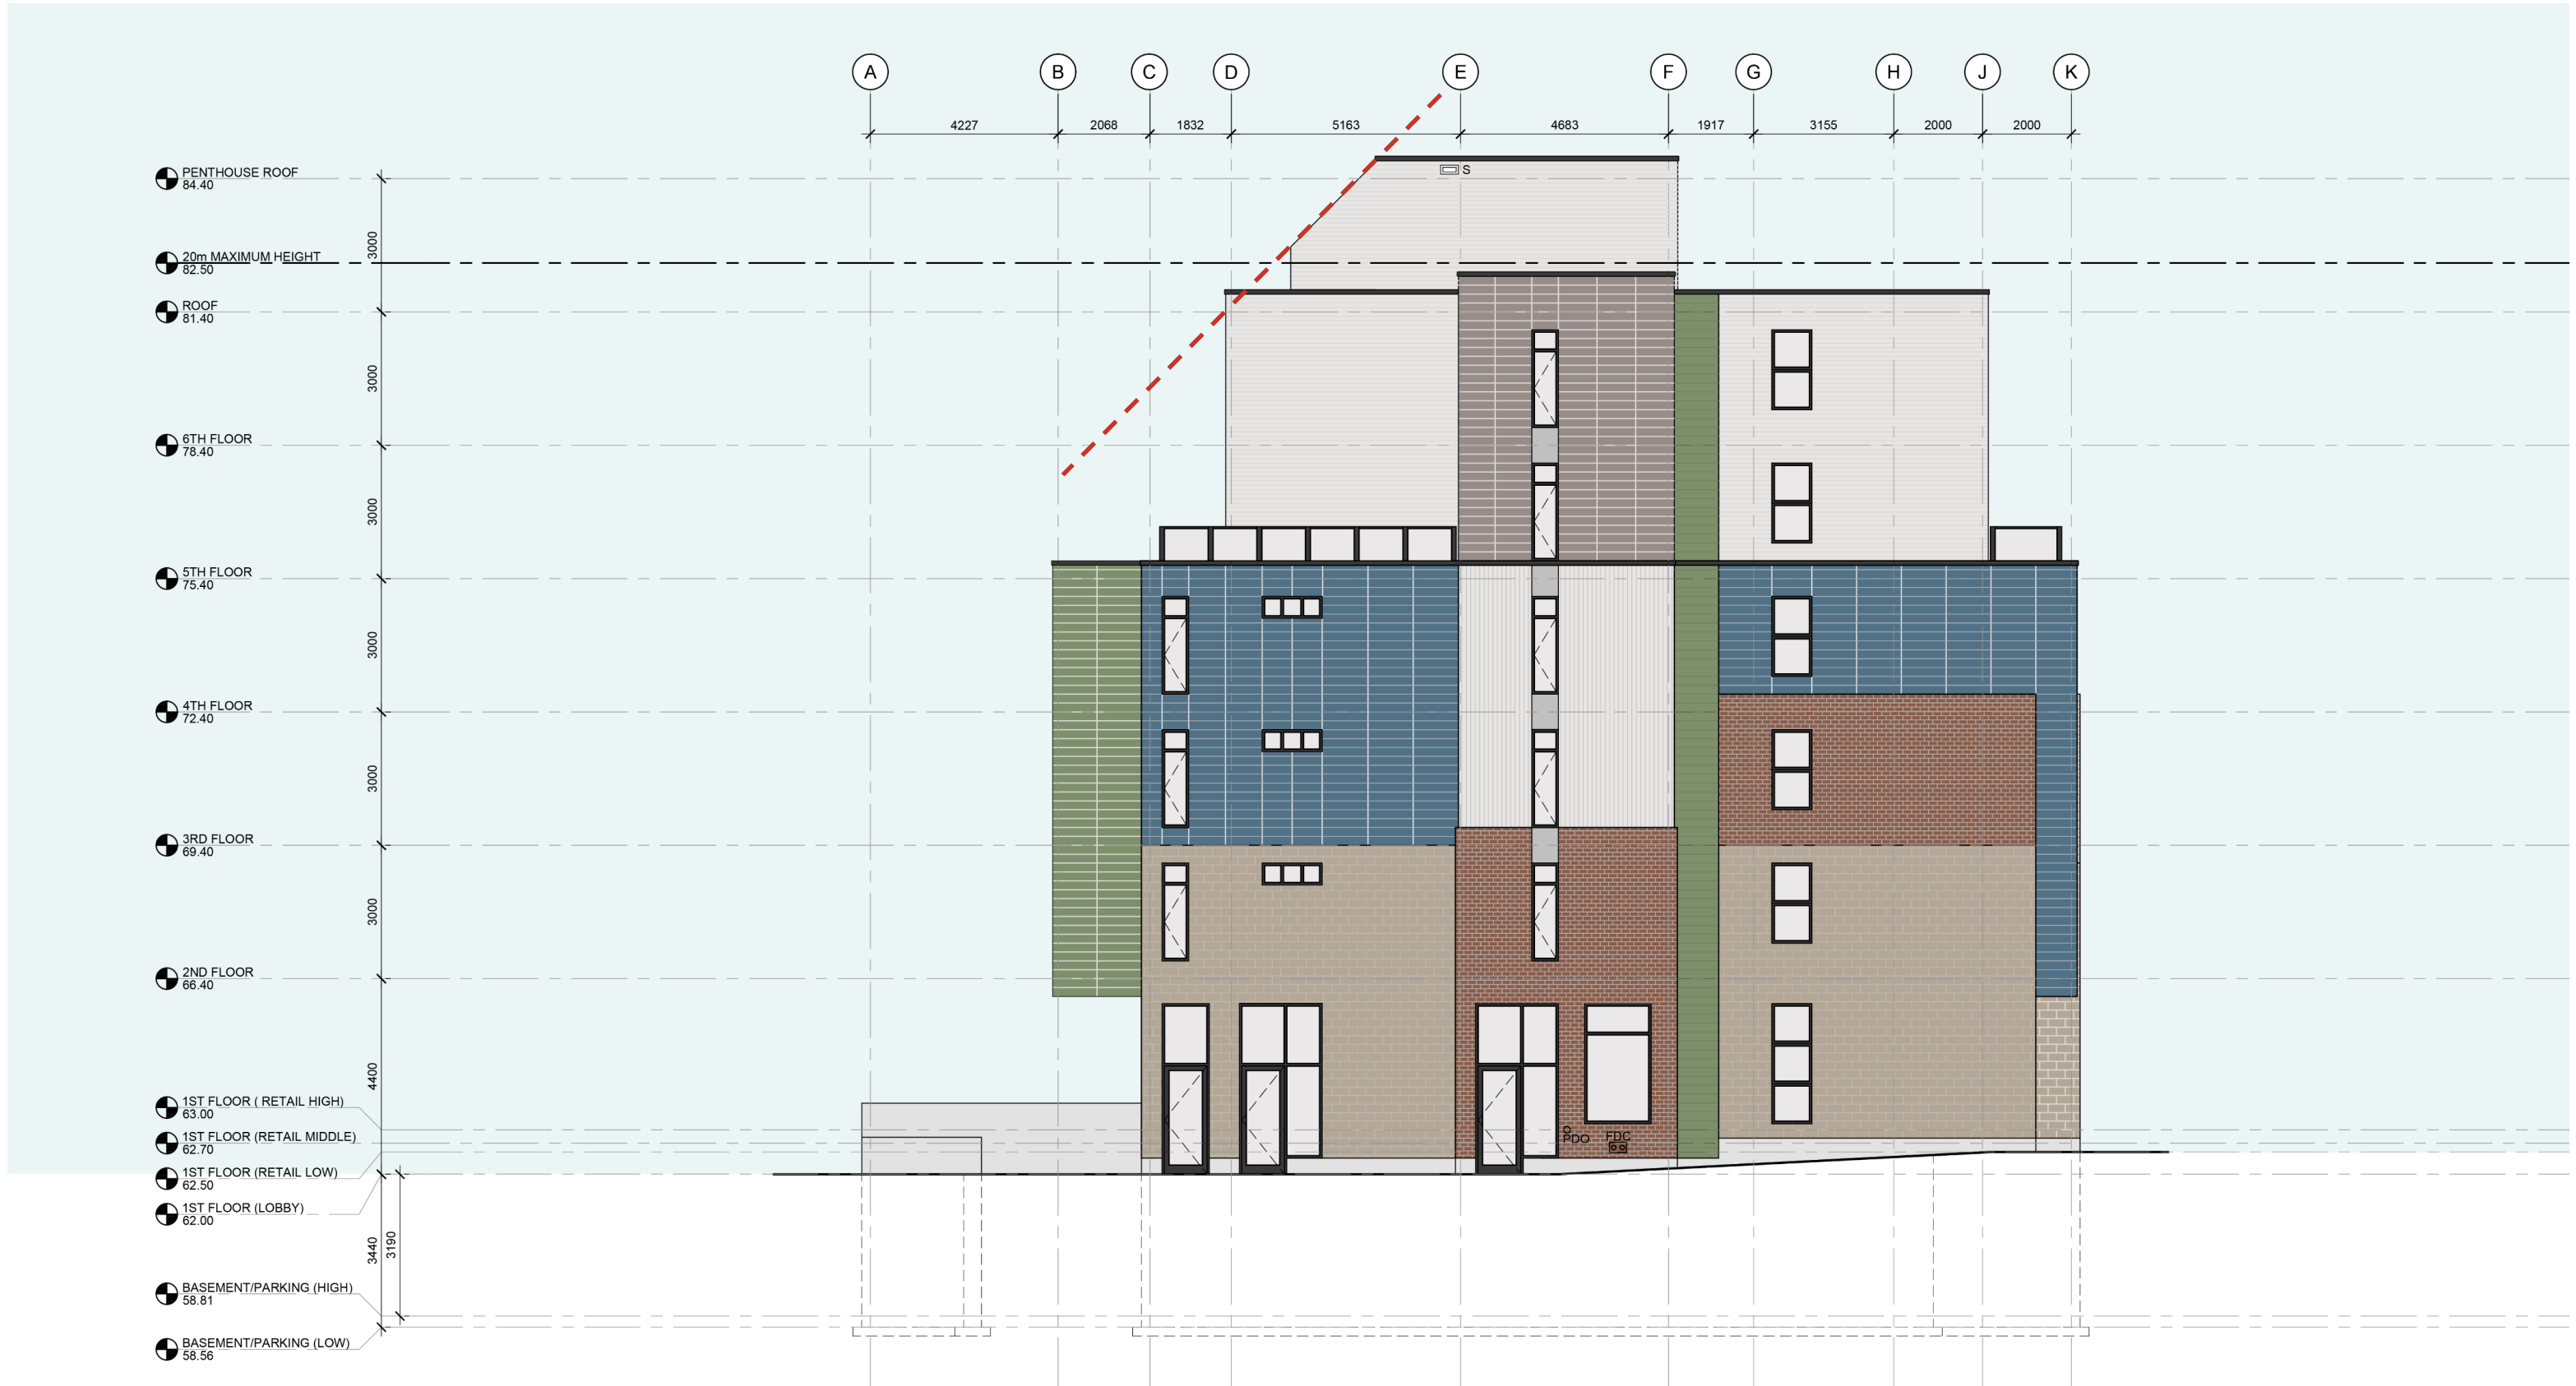 A B C D E F G H J K
4227 2068 1832 5163 4683 1917 3155 2000 2000
S
PENTHOUSE ROOF
84.40
3000
20m MAXIMUM HEIGHT
82.50
ROOF
81.40
3000
6TH FLOOR
78.40
3000
5TH FLOOR
75.40
3000
4TH FLOOR
72.40
3000
3RD FLOOR
69.40
3000
2ND FLOOR
66.40
4400
1ST FLOOR ( RETAIL HIGH)
63.00
1ST FLOOR (RETAIL MIDDLE)
62.70
PDO FDC
1ST FLOOR (RETAIL LOW)
62.50
1ST FLOOR (LOBBY)
62.00
3440 3190
BASEMENT/PARKING (HIGH)
58.81
BASEMENT/PARKING (LOW)
58.56